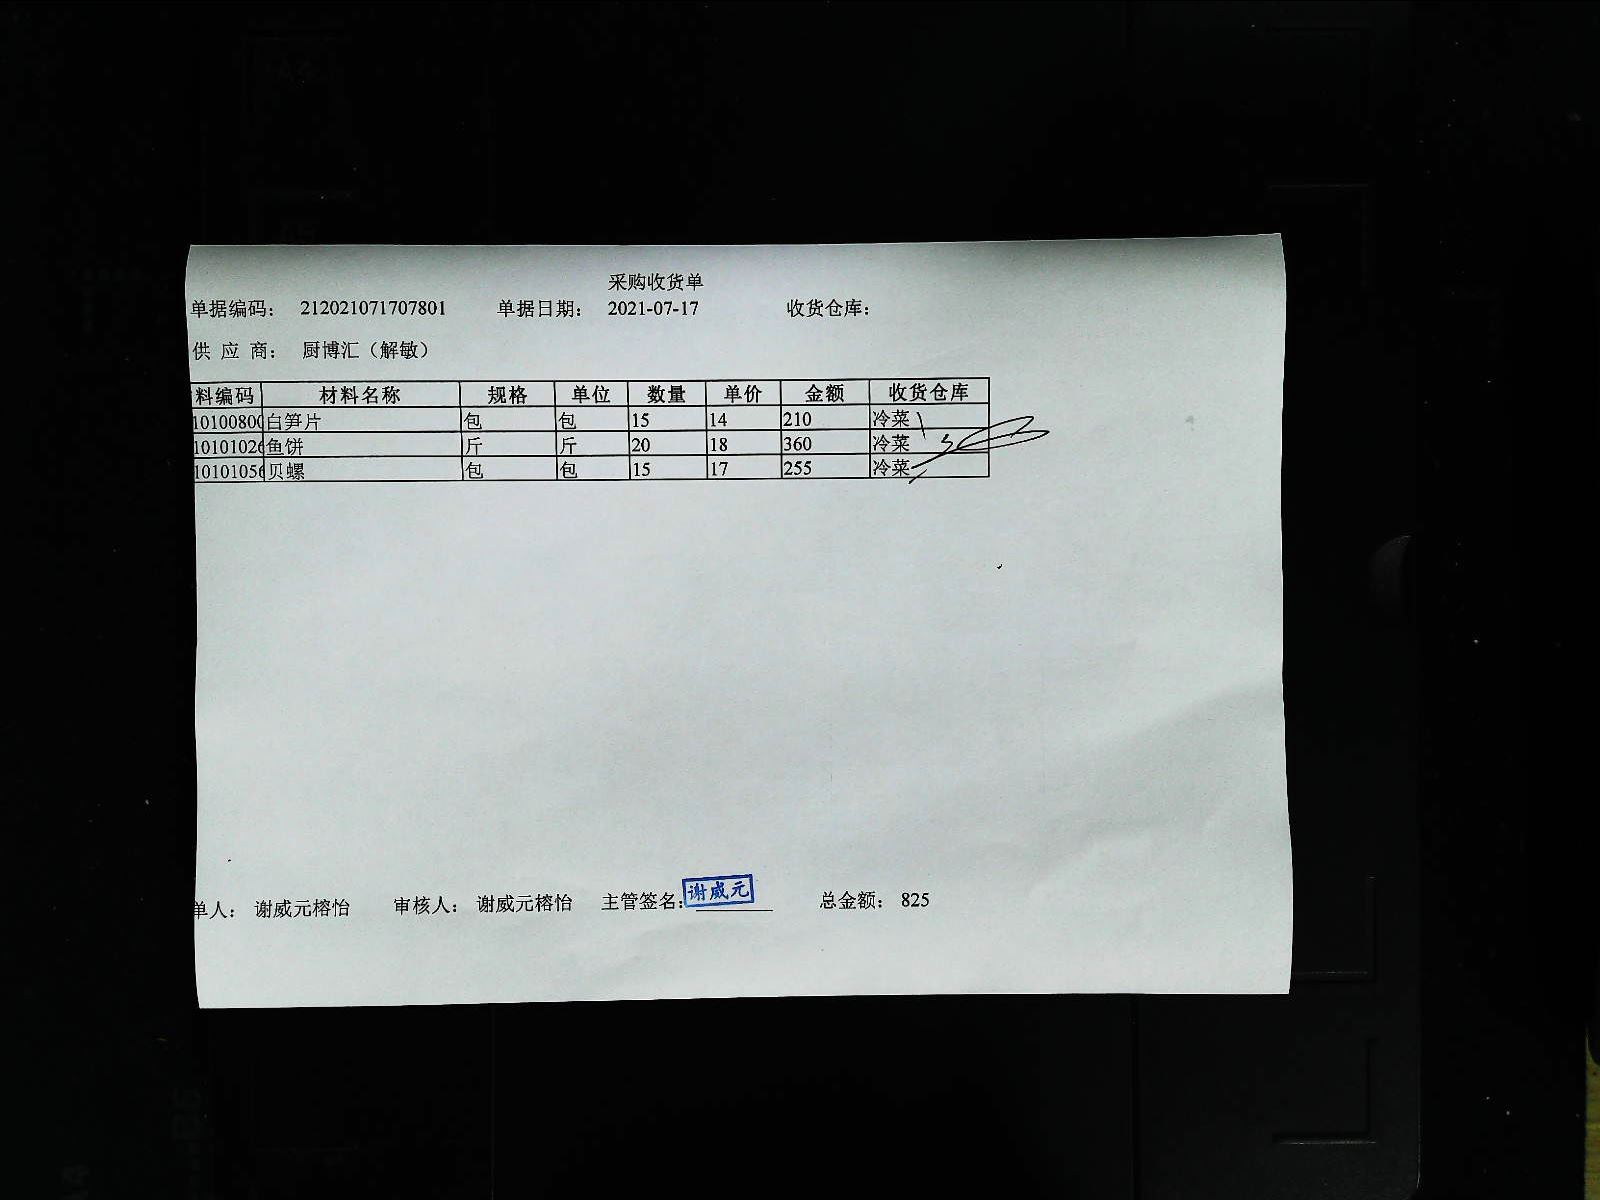 采购收货单
单据编码： 212021071707801 单据日期： 2021-07-17 收货仓库：
供 应 商： 厨博汇（解敏）
料编码 材料名称 规格 单位 数量 单价 金额 收货仓库
1010080 白笋片 包 包 15 14 210 冷菜
1010102 鱼饼 斤 斤 20 18 360 冷菜
1010105 贝螺 包 包 15 17 255 冷菜
单人： 谢威元榕怡 审核人： 谢威元榕怡 主管签名： 谢威元 总金额： 825